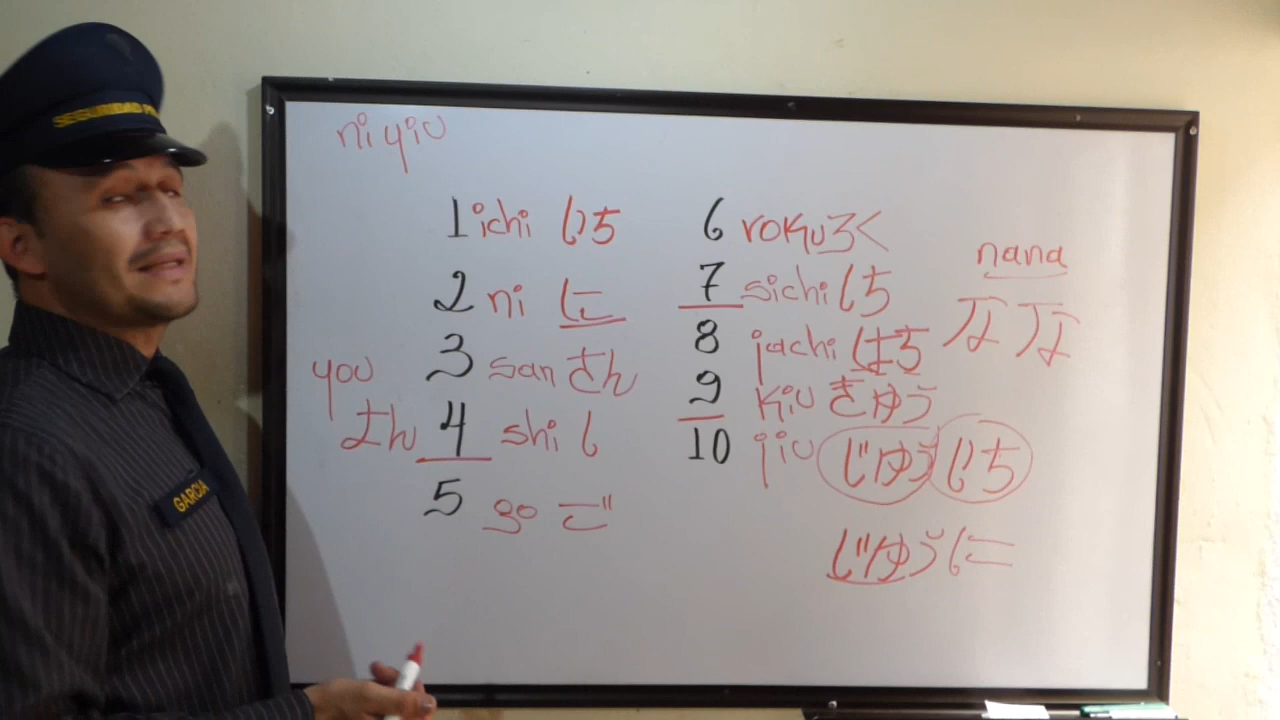 SEGURIDAD
GARCIA
ni yiu
1 ichi いち
2 ni に
3 san さん
you
よん 4 shi し
5 go ご
6 roku ろく
7 sichi しち
8 jachi はち
9 kiu きゅう
10 jiu じゅう いち
じゅうに
nana
なな